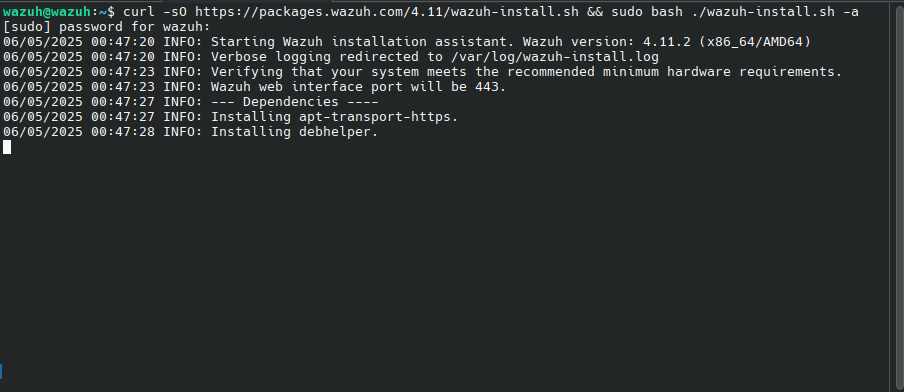 wazuh@wazuh:~$ curl -sO https://packages.wazuh.com/4.11/wazuh-install.sh && sudo bash ./wazuh-install.sh -a
[sudo] password for wazuh:
06/05/2025 00:47:20 INFO: Starting Wazuh installation assistant. Wazuh version: 4.11.2 (x86_64/AMD64)
06/05/2025 00:47:20 INFO: Verbose logging redirected to /var/log/wazuh-install.log
06/05/2025 00:47:23 INFO: Verifying that your system meets the recommended minimum hardware requirements.
06/05/2025 00:47:23 INFO: Wazuh web interface port will be 443.
06/05/2025 00:47:27 INFO: --- Dependencies ----
06/05/2025 00:47:27 INFO: Installing apt-transport-https.
06/05/2025 00:47:28 INFO: Installing debhelper.